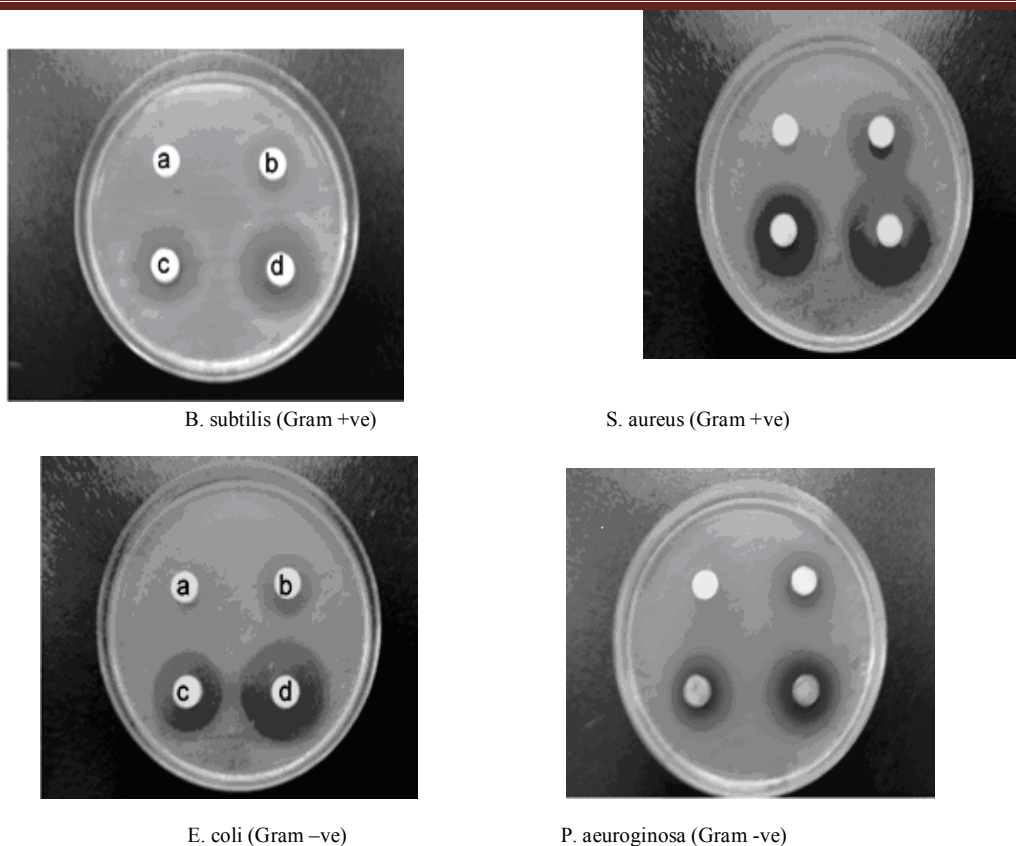 a b
c d
B. subtilis (Gram +ve) S. aureus (Gram +ve)
a b
c d
E. coli (Gram –ve) P. aeuroginosa (Gram -ve)